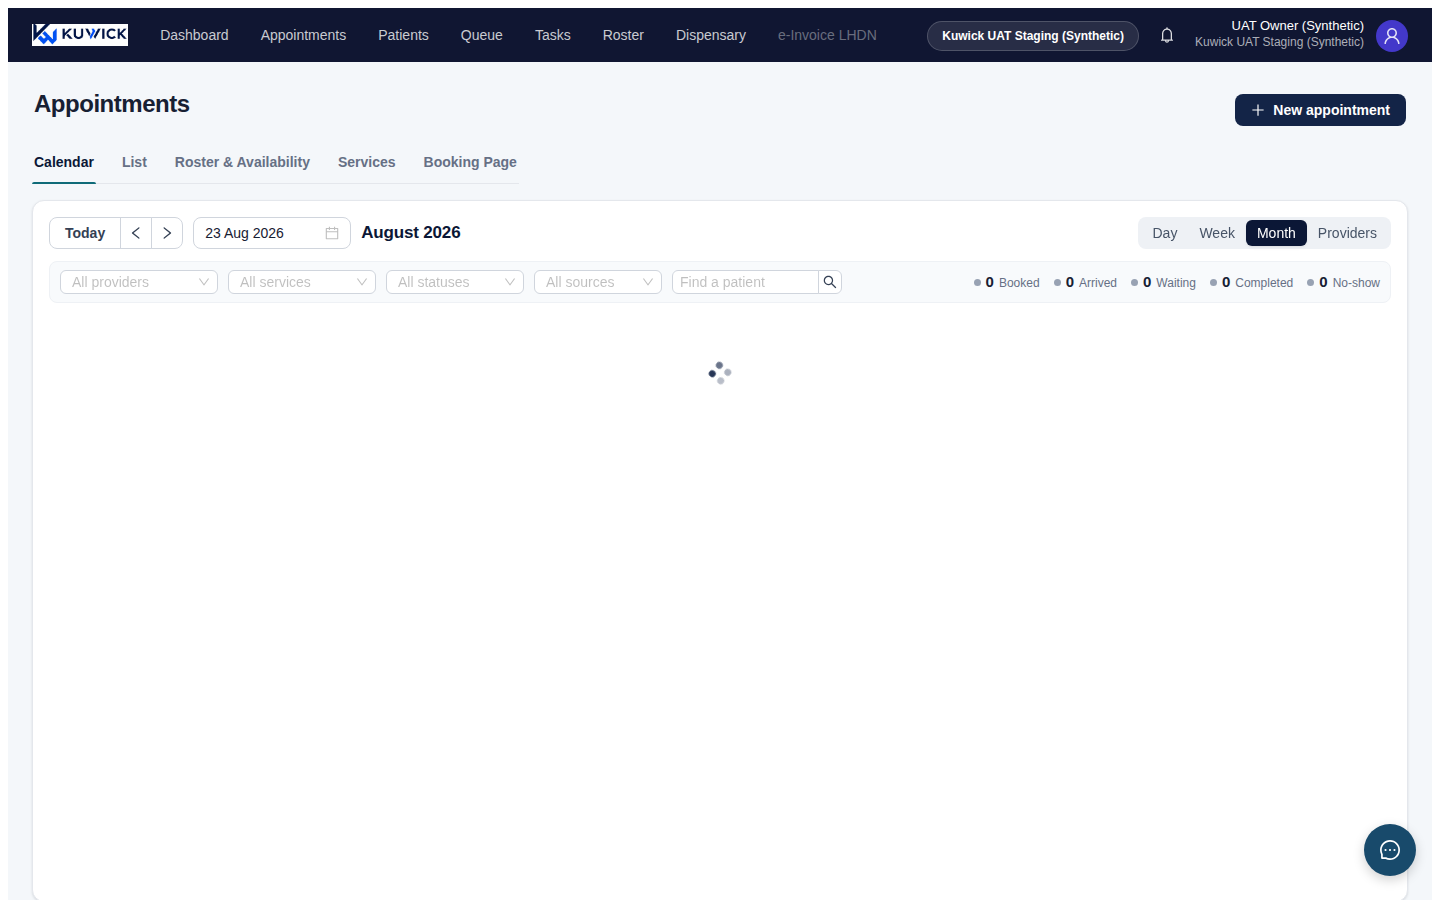 KUVVICK
Dashboard
Appointments
Patients
Queue
Tasks
Roster
Dispensary
e-Invoice LHDN
Kuwick UAT Staging (Synthetic)
UAT Owner (Synthetic)
Kuwick UAT Staging (Synthetic)
Appointments
New appointment
Calendar
List
Roster & Availability
Services
Booking Page
Today
23 Aug 2026
August 2026
Day
Week
Month
Providers
All providers
All services
All statuses
All sources
Find a patient
0 Booked
0 Arrived
0 Waiting
0 Completed
0 No-show